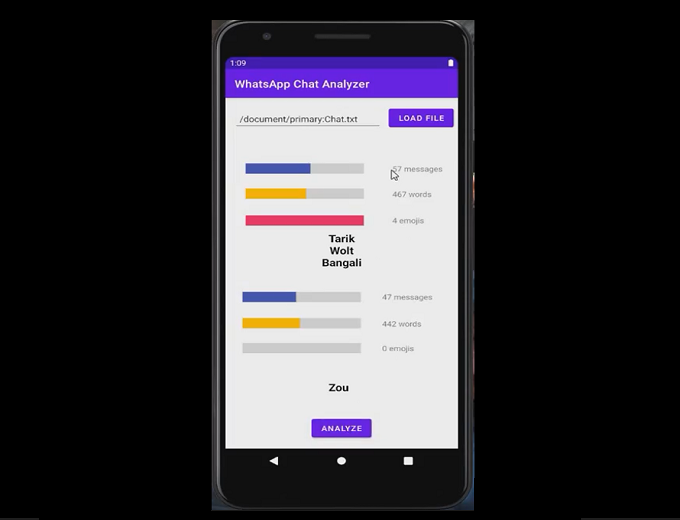 1:09
WhatsApp Chat Analyzer
/document/primary:Chat.txt
LOAD FILE
57 messages
467 words
4 emojis
Tarik
Wolt
Bangali
47 messages
442 words
0 emojis
Zou
ANALYZE